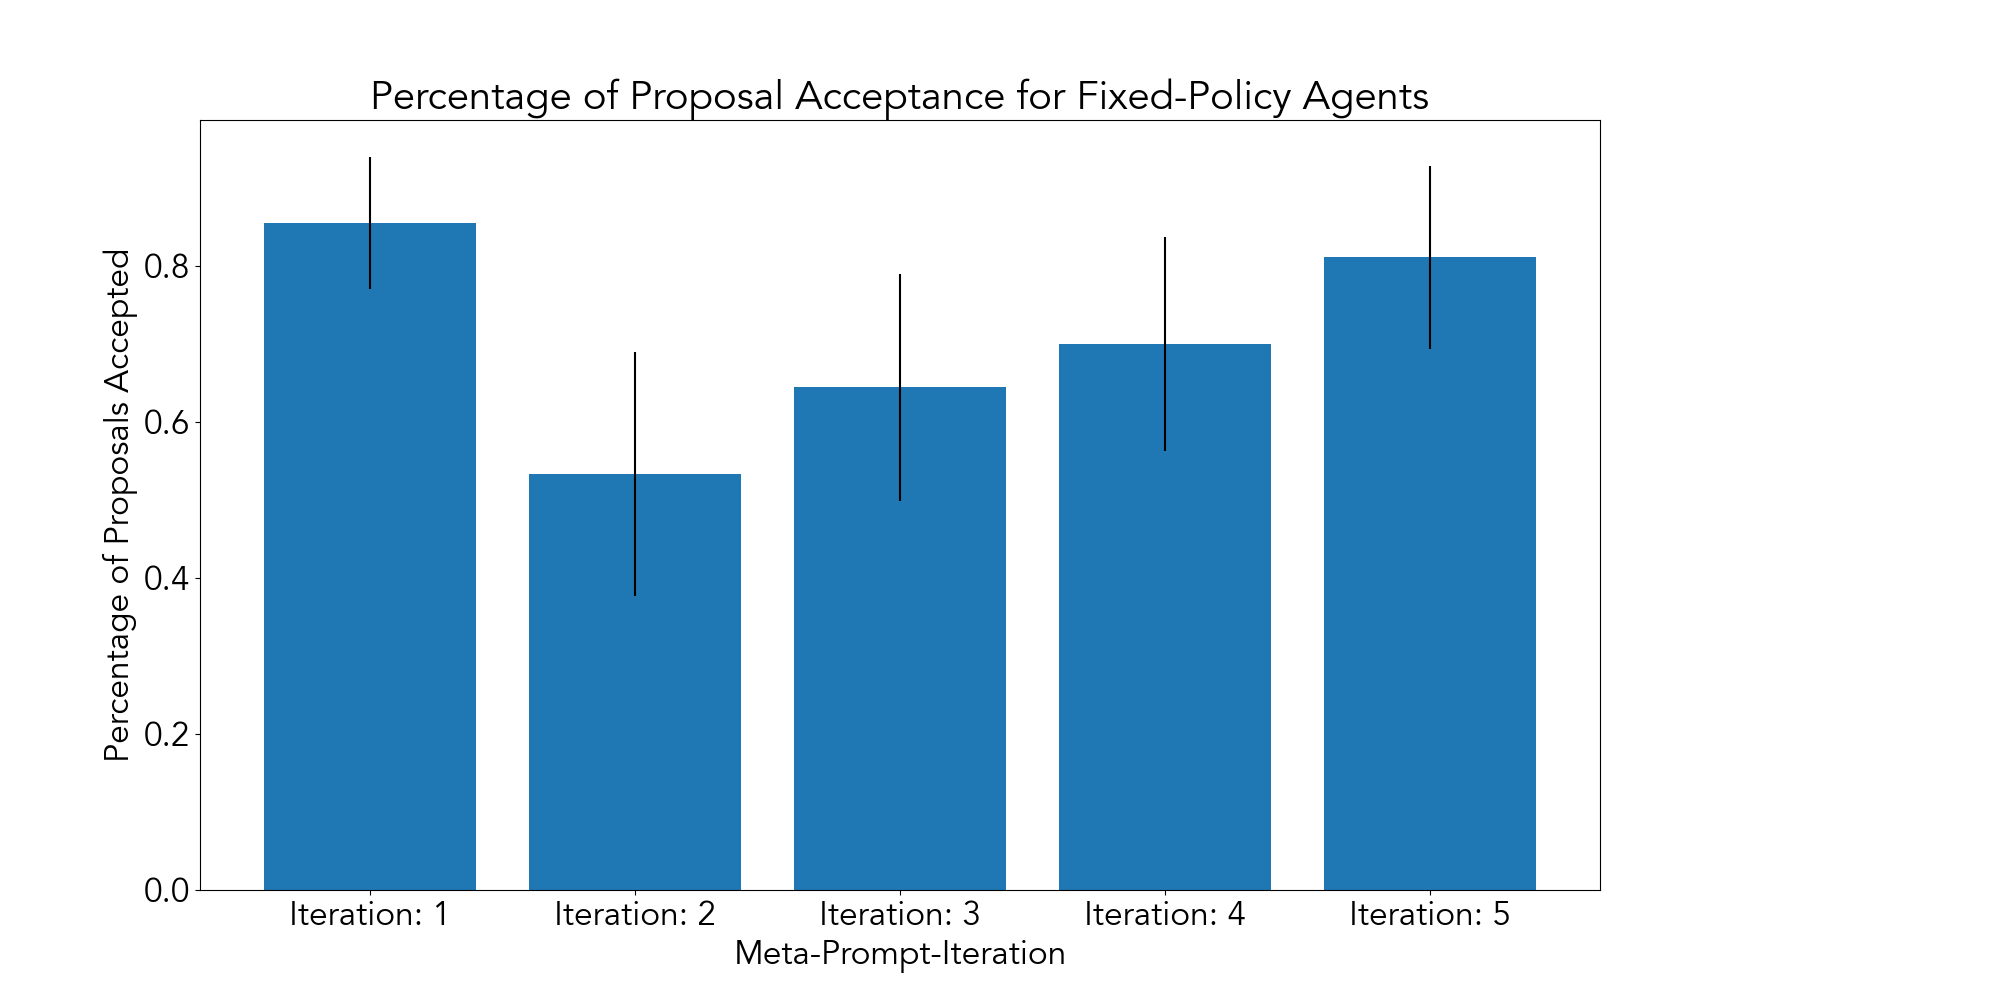 Percentage of Proposal Acceptance for Fixed-Policy Agents
Percentage of Proposals Accepted
0.8
0.6
0.4
0.2
0.0
Iteration: 1
Iteration: 2
Iteration: 3
Iteration: 4
Iteration: 5
Meta-Prompt-Iteration